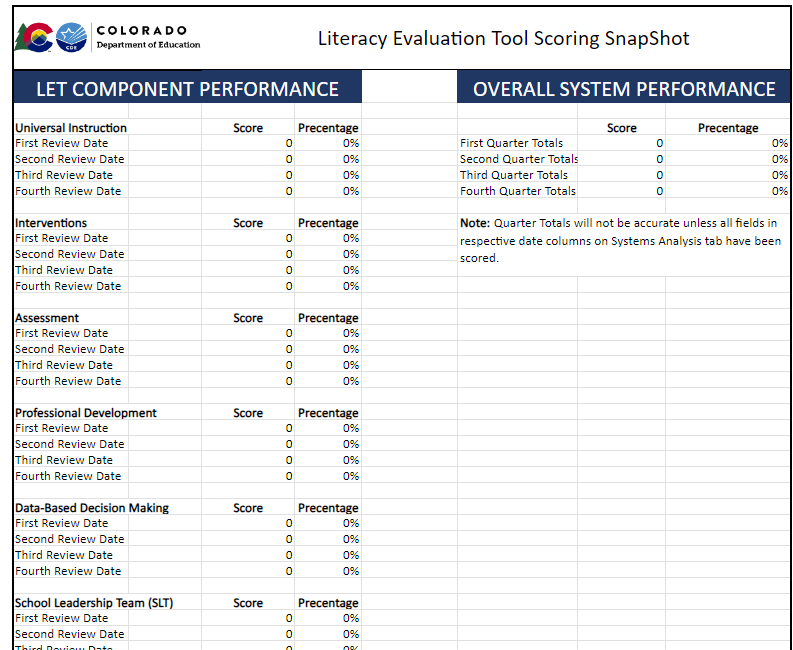 COLORADO
Department of Education
CDE
Literacy Evaluation Tool Scoring SnapShot
LET COMPONENT PERFORMANCE
Universal Instruction Score Precentage
First Review Date 0 0%
Second Review Date 0 0%
Third Review Date 0 0%
Fourth Review Date 0 0%
Interventions Score Precentage
First Review Date 0 0%
Second Review Date 0 0%
Third Review Date 0 0%
Fourth Review Date 0 0%
Assessment Score Precentage
First Review Date 0 0%
Second Review Date 0 0%
Third Review Date 0 0%
Fourth Review Date 0 0%
Professional Development Score Precentage
First Review Date 0 0%
Second Review Date 0 0%
Third Review Date 0 0%
Fourth Review Date 0 0%
Data-Based Decision Making Score Precentage
First Review Date 0 0%
Second Review Date 0 0%
Third Review Date 0 0%
Fourth Review Date 0 0%
School Leadership Team (SLT) Score Precentage
First Review Date 0 0%
Second Review Date 0 0%
Third Review Date 0 0%
OVERALL SYSTEM PERFORMANCE
Score Precentage
First Quarter Totals 0 0%
Second Quarter Totals 0 0%
Third Quarter Totals 0 0%
Fourth Quarter Totals 0 0%
Note: Quarter Totals will not be accurate unless all fields in
respective date columns on Systems Analysis tab have been
scored.